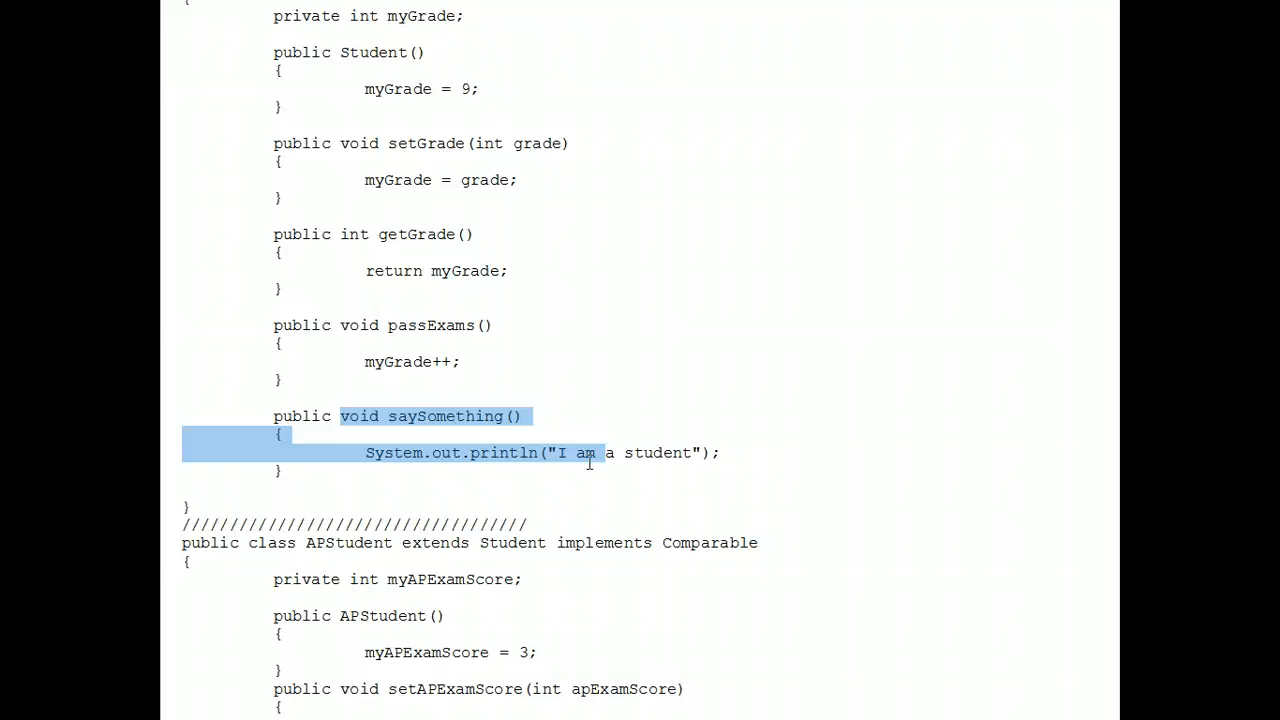 {
private int myGrade;
public Student()
{
myGrade = 9;
}
public void setGrade(int grade)
{
myGrade = grade;
}
public int getGrade()
{
return myGrade;
}
public void passExams()
{
myGrade++;
}
public void saySomething()
{
System.out.println("I am a student");
}
}
////////////////////////////////////
public class APStudent extends Student implements Comparable
{
private int myAPExamScore;
public APStudent()
{
myAPExamScore = 3;
}
public void setAPExamScore(int apExamScore)
{